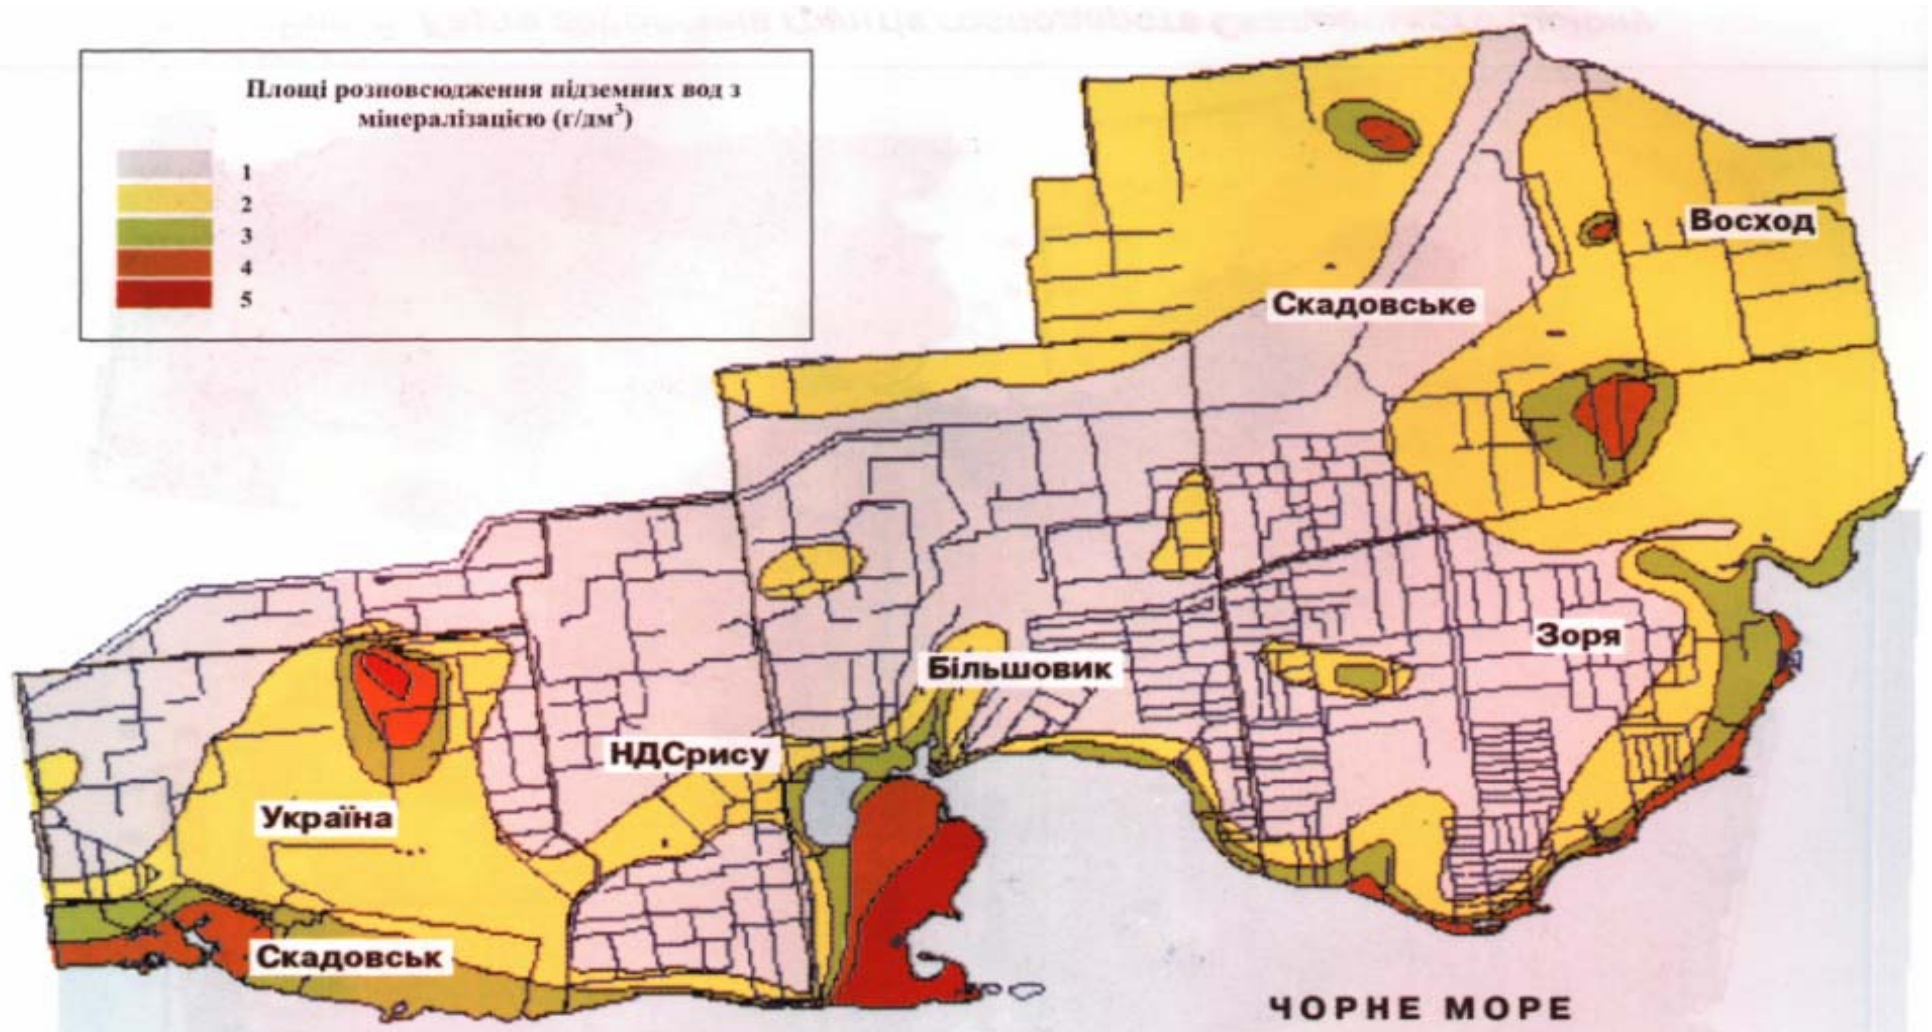 Площі розновсюдження підземних вод з
мінералізацією (г/дм³)
1
2
3
4
5
Восход
Скадовське
Зоря
Більшовик
НДСрису
Україна
Скадовськ
ЧОРНЕ МОРЕ